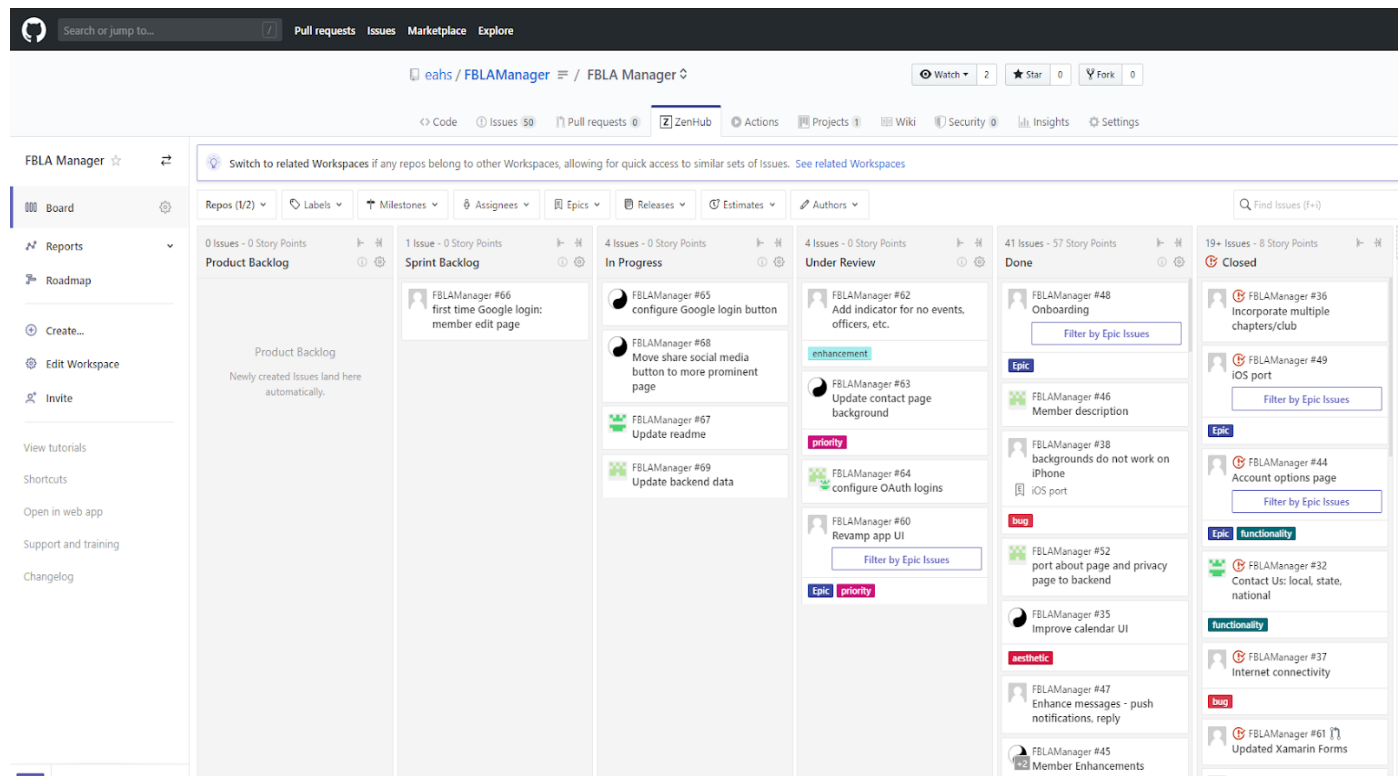 Search or jump to...
/
Pull requests Issues Marketplace Explore
eahs / FBLAManager / FBLA Manager
Watch 2 Star 0 Fork 0
Code Issues 50 Pull requests 0 ZenHub Actions Projects 1 Wiki Security 0 Insights Settings
FBLA Manager
Board
Reports
Roadmap
Create...
Edit Workspace
Invite
View tutorials
Shortcuts
Open in web app
Support and training
Changelog
Switch to related Workspaces if any repos belong to other Workspaces, allowing for quick access to similar sets of Issues. See related Workspaces
Repos (1/2) Labels Milestones Assignees Epics Releases Estimates Authors
Find Issues (f+i)
0 Issues - 0 Story Points
Product Backlog
Product Backlog
Newly created Issues land here
automatically.
1 Issue - 0 Story Points
Sprint Backlog
FBLAManager #66
first time Google login:
member edit page
4 Issues - 0 Story Points
In Progress
FBLAManager #65
configure Google login button
FBLAManager #68
Move share social media
button to more prominent
page
FBLAManager #67
Update readme
FBLAManager #69
Update backend data
4 Issues - 0 Story Points
Under Review
FBLAManager #62
Add indicator for no events,
officers, etc.
enhancement
FBLAManager #63
Update contact page
background
priority
FBLAManager #64
configure OAuth logins
FBLAManager #60
Revamp app UI
Filter by Epic Issues
Epic priority
41 Issues - 57 Story Points
Done
FBLAManager #48
Onboarding
Filter by Epic Issues
Epic
FBLAManager #46
Member description
FBLAManager #38
backgrounds do not work on
iPhone
iOS port
bug
FBLAManager #52
port about page and privacy
page to backend
FBLAManager #35
Improve calendar UI
aesthetic
FBLAManager #47
Enhance messages - push
notifications, reply
FBLAManager #45
+2
Member Enhancements
19+ Issues - 8 Story Points
Closed
FBLAManager #36
Incorporate multiple
chapters/club
FBLAManager #49
iOS port
Filter by Epic Issues
Epic
FBLAManager #44
Account options page
Filter by Epic Issues
Epic functionality
FBLAManager #32
Contact Us: local, state,
national
functionality
FBLAManager #37
Internet connectivity
bug
FBLAManager #61
Updated Xamarin Forms